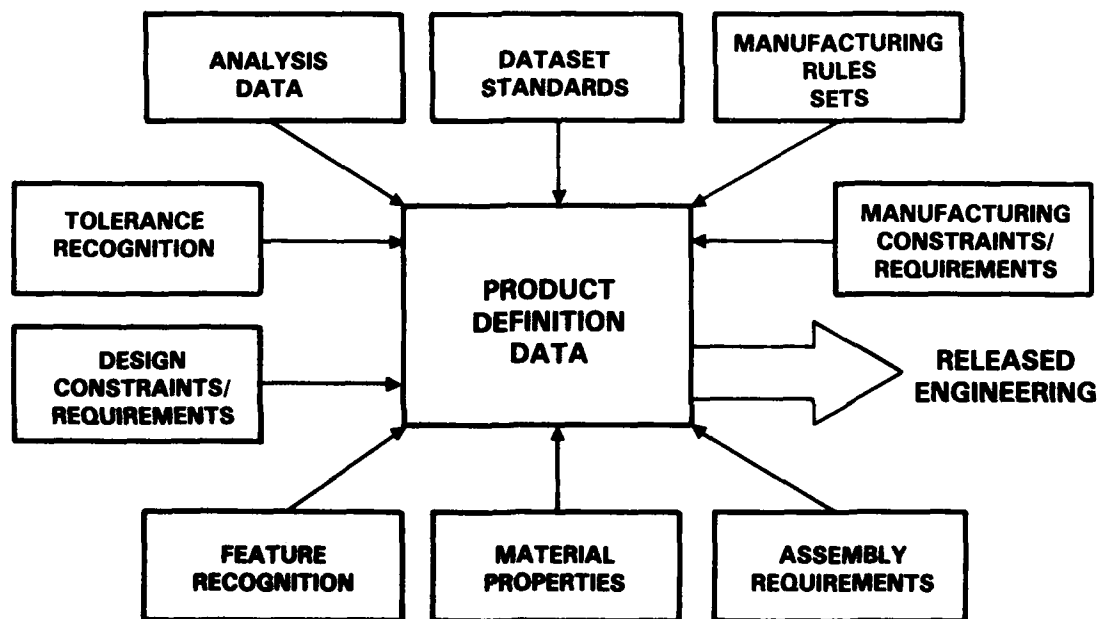 ANALYSIS
DATA
DATASET
STANDARDS
MANUFACTURING
RULES
SETS
TOLERANCE
RECOGNITION
MANUFACTURING
CONSTRAINTS/
REQUIREMENTS
PRODUCT
DEFINITION
DATA
DESIGN
CONSTRAINTS/
REQUIREMENTS
RELEASED
ENGINEERING
FEATURE
RECOGNITION
MATERIAL
PROPERTIES
ASSEMBLY
REQUIREMENTS